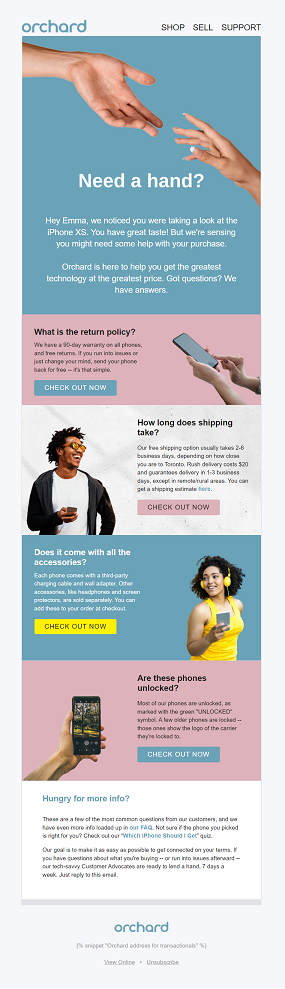 orchard
SHOP SELL SUPPORT
Need a hand?
Hey Emma, we noticed you were taking a look at the
iPhone XS. You have great taste! But we're sensing
you might need some help with your purchase.
Orchard is here to help you get the greatest
technology at the greatest price. Got questions? We
have answers.
What is the return policy?
We have a 90-day warranty on all phones,
and free returns. If you run into issues or
just change your mind, send your phone
back for free -- it's that simple.
CHECK OUT NOW
How long does shipping
take?
Our free shipping option usually takes 2-6
business days, depending on how close
you are to Toronto. Rush delivery costs $20
and guarantees delivery in 1-3 business
days, except in remote/rural areas. You can
get a shipping estimate here.
CHECK OUT NOW
Does it come with all the
accessories?
Each phone comes with a third-party
charging cable and wall adapter. Other
accessories, like headphones and screen
protectors, are sold separately. You can
add these to your order at checkout.
CHECK OUT NOW
Are these phones
unlocked?
Most of our phones are unlocked, as
marked with the green "UNLOCKED"
symbol. A few older phones are locked --
those ones show the logo of the carrier
they're locked to.
CHECK OUT NOW
Hungry for more info?
These are a few of the most common questions from our customers, and we
have even more info loaded up in our FAQ. Not sure if the phone you picked
is right for you? Check out our "Which iPhone Should I Get" quiz.
Our goal is to make it as easy as possible to get connected on your terms. If
you have questions about what you're buying -- or run into issues afterward --
our tech-savvy Customer Advocates are ready to lend a hand, 7 days a
week. Just reply to this email.
orchard
{% snippet "Orchard address for transactionals" %}
View Online • Unsubscribe